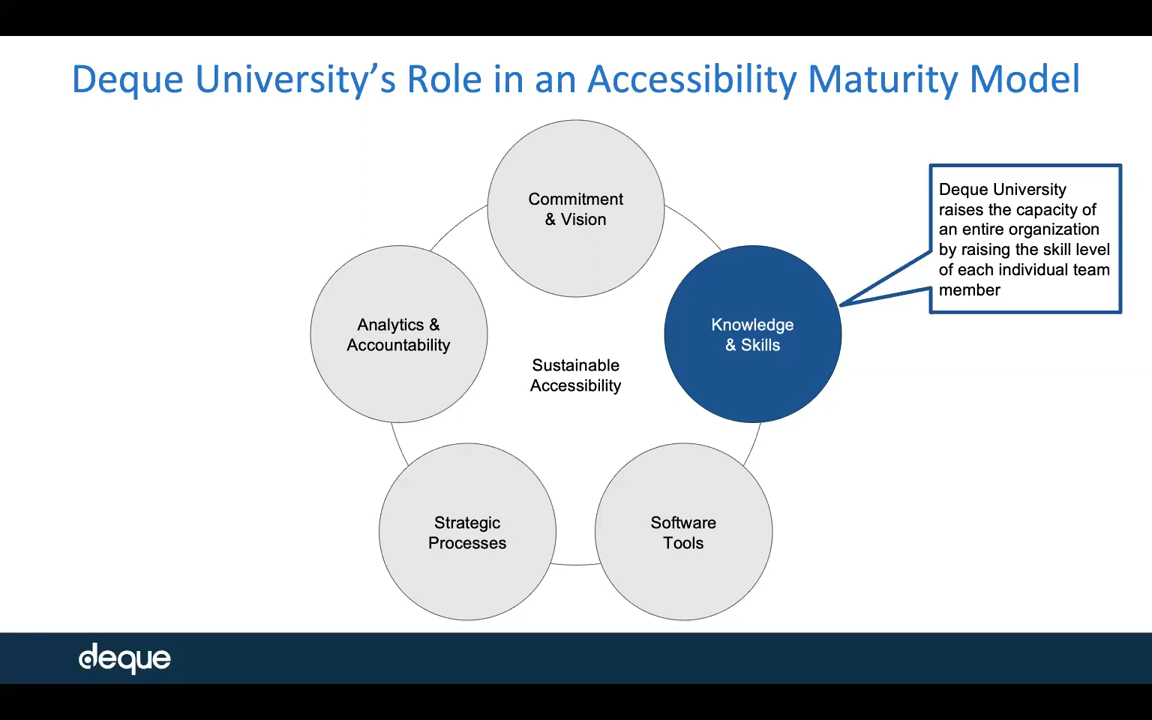 Deque University’s Role in an Accessibility Maturity Model
Commitment
& Vision
Deque University
raises the capacity of
an entire organization
by raising the skill level
of each individual team
member
Analytics &
Accountability
Knowledge
& Skills
Sustainable
Accessibility
Strategic
Processes
Software
Tools
deque